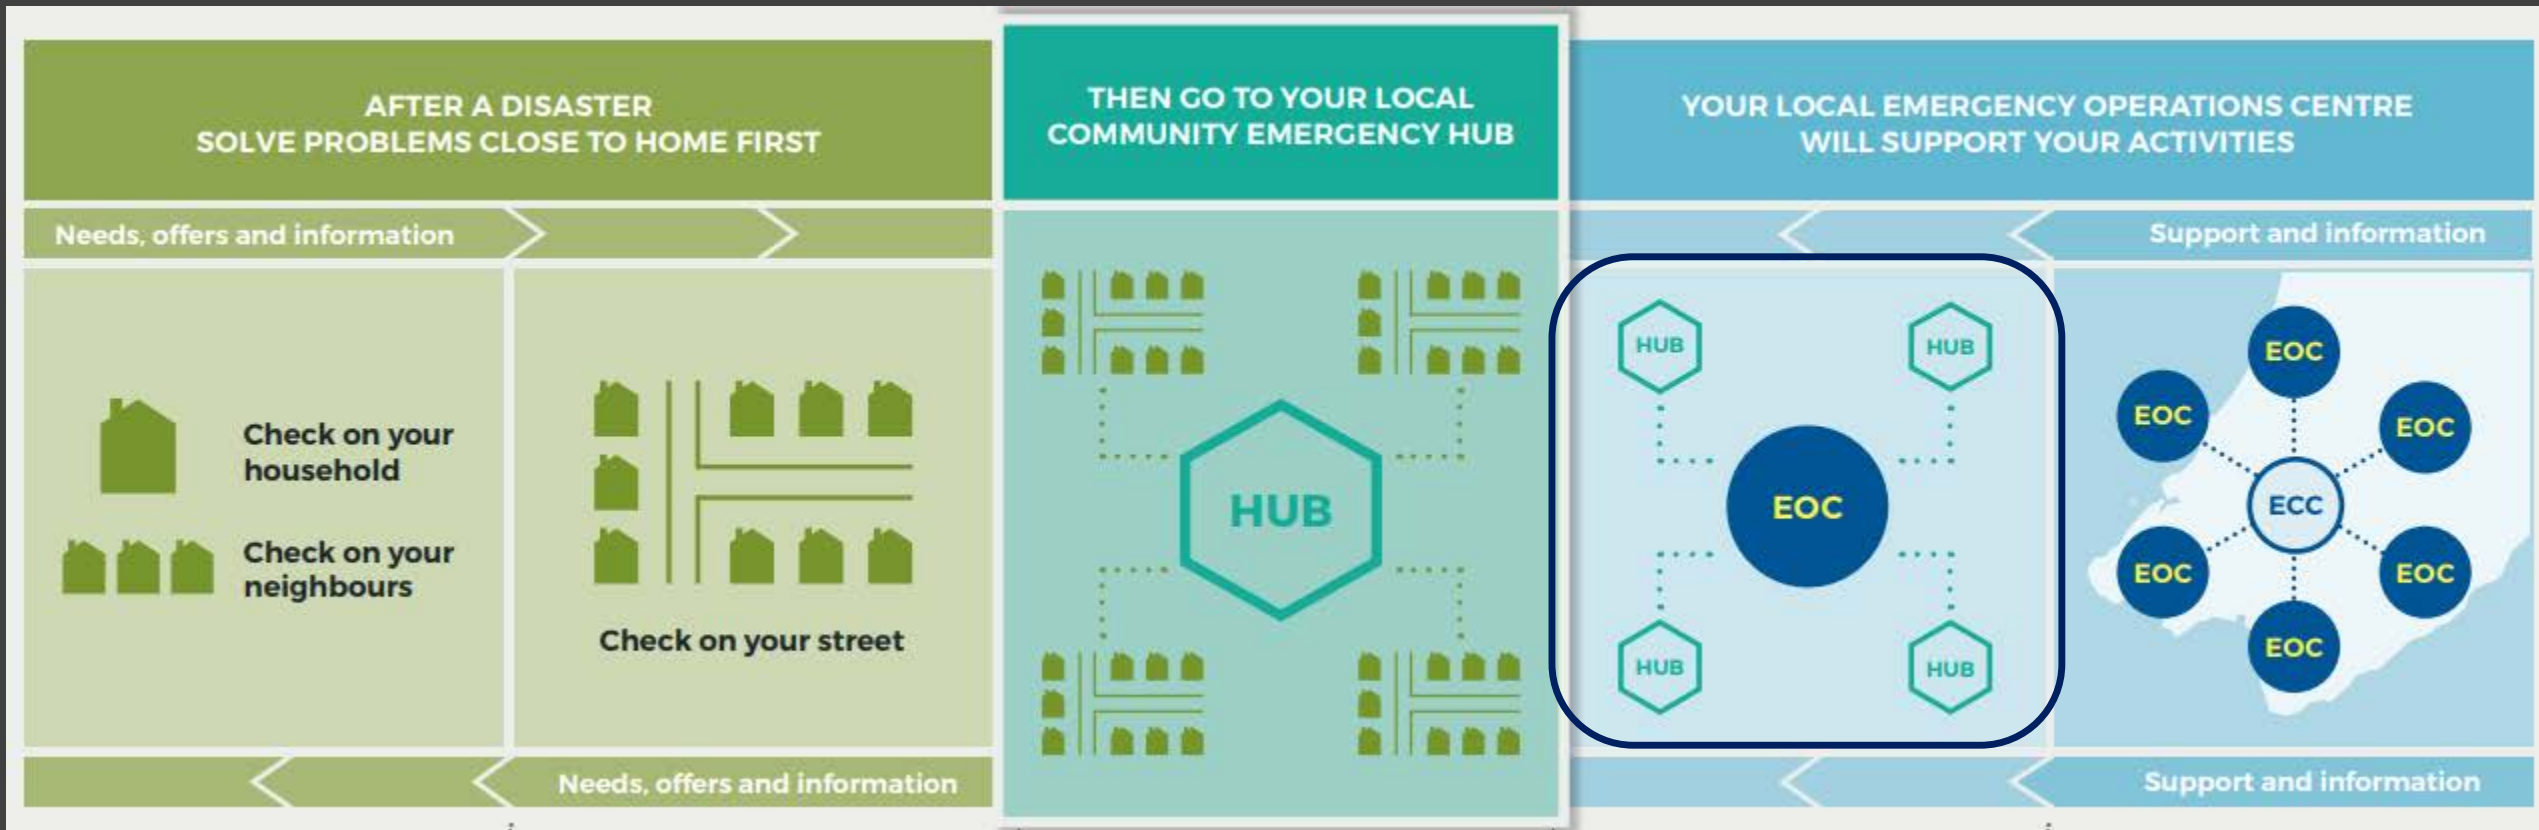 AFTER A DISASTER
SOLVE PROBLEMS CLOSE TO HOME FIRST
THEN GO TO YOUR LOCAL
COMMUNITY EMERGENCY HUB
YOUR LOCAL EMERGENCY OPERATIONS CENTRE
WILL SUPPORT YOUR ACTIVITIES
Needs, offers and information
Support and information
Check on your
household
Check on your
neighbours
Check on your street
HUB
HUB
HUB
EOC
HUB
HUB
EOC
EOC
EOC
ECC
EOC
EOC
EOC
Needs, offers and information
Support and information